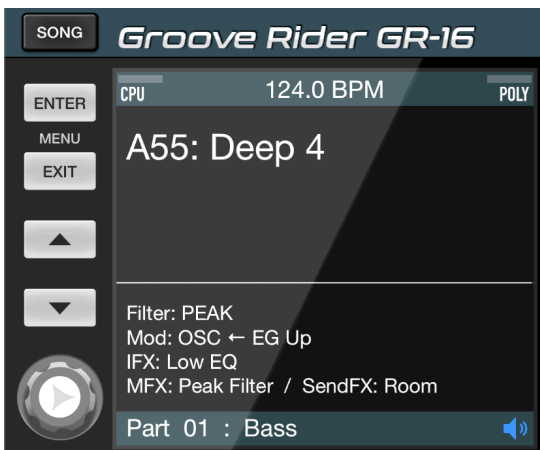 SONG
Groove Rider GR-16
ENTER
MENU
EXIT
CPU 124.0 BPM POLY
A55: Deep 4
Filter: PEAK
Mod: OSC ← EG Up
IFX: Low EQ
MFX: Peak Filter / SendFX: Room
Part 01 : Bass